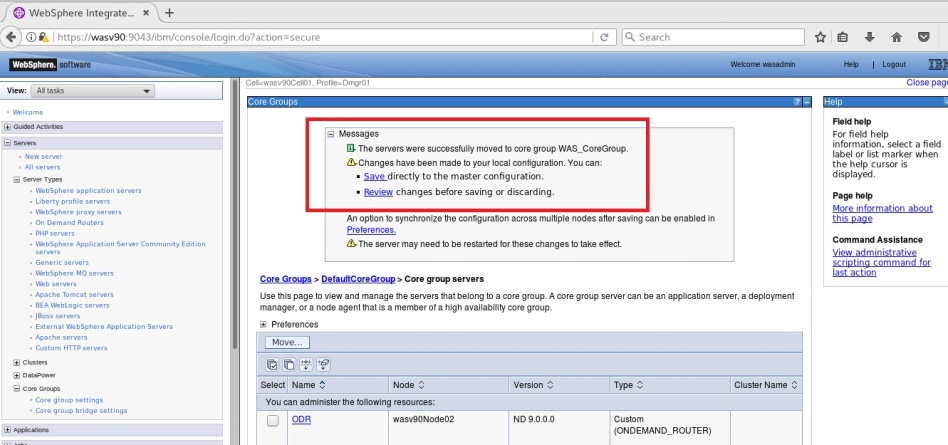 WebSphere Integrate...
https://wasv90:9043/ibm/console/login.do?action=secure
Search
WebSphere. software
Welcome wasadmin
Help
Logout
IBM
Cell=wasv90Cell01, Profile=Dmgr01
Close page
View: All tasks
Welcome
Guided Activities
Servers
New server
All servers
Server Types
WebSphere application servers
Liberty profile servers
WebSphere proxy servers
On Demand Routers
PHP servers
WebSphere Application Server Community Edition
servers
Generic servers
WebSphere MQ servers
Web servers
Apache Tomcat servers
BEA WebLogic servers
JBoss servers
External WebSphere Application Servers
Apache servers
Custom HTTP servers
Clusters
DataPower
Core Groups
Core group settings
Core group bridge settings
Applications
Core Groups
?
Messages
The servers were successfully moved to core group WAS_CoreGroup.
Changes have been made to your local configuration. You can:
Save directly to the master configuration.
Review changes before saving or discarding.
An option to synchronize the configuration across multiple nodes after saving can be enabled in
Preferences.
The server may need to be restarted for these changes to take effect.
Core Groups > DefaultCoreGroup > Core group servers
Use this page to view and manage the servers that belong to a core group. A core group server can be an application server, a deployment
manager, or a node agent that is a member of a high availability core group.
Preferences
Move...
Select Name Node Version Type Cluster Name
You can administer the following resources:
ODR wasv90Node02 ND 9.0.0.0 Custom
(ONDEMAND_ROUTER)
Help
Field help
For field help
information, select a field
label or list marker when
the help cursor is
displayed.
Page help
More information about
this page
Command Assistance
View administrative
scripting command for
last action